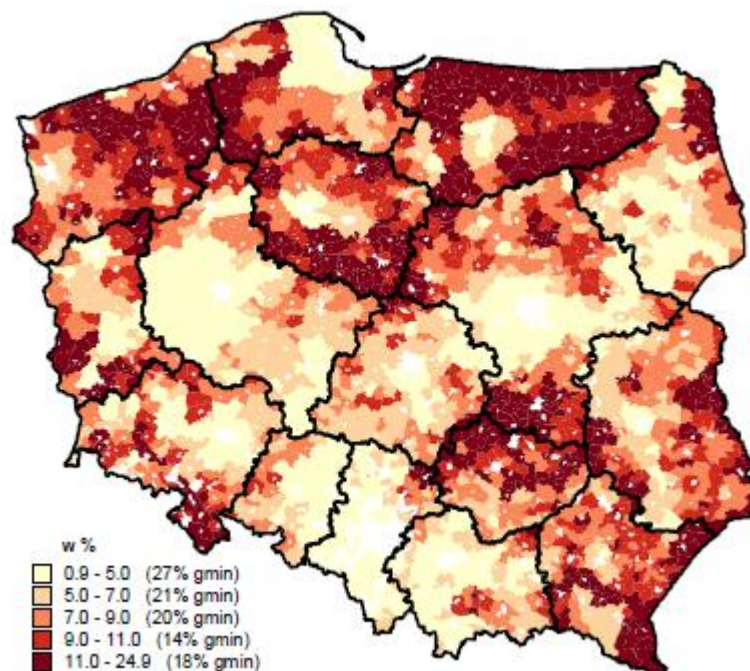 w %
0.9 - 5.0 (27% gmin)
5.0 - 7.0 (21% gmin)
7.0 - 9.0 (20% gmin)
9.0 - 11.0 (14% gmin)
11.0 - 24.9 (18% gmin)